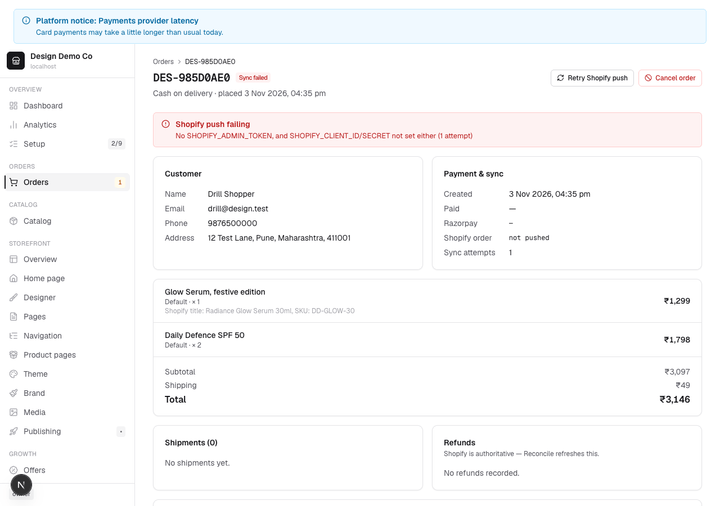 Platform notice: Payments provider latency
Card payments may take a little longer than usual today.
Design Demo Co
localhost
OVERVIEW
Dashboard
Analytics
Setup 2/9
ORDERS
Orders 1
CATALOG
Catalog
STOREFRONT
Overview
Home page
Designer
Pages
Navigation
Product pages
Theme
Brand
Media
Publishing
GROWTH
Offers
N
Orders > DES-985D0AE0
DES-985D0AE0 Sync failed
Retry Shopify push
Cancel order
Cash on delivery · placed 3 Nov 2026, 04:35 pm
Shopify push failing
No SHOPIFY_ADMIN_TOKEN, and SHOPIFY_CLIENT_ID/SECRET not set either (1 attempt)
Customer
Name Drill Shopper
Email drill@design.test
Phone 9876500000
Address 12 Test Lane, Pune, Maharashtra, 411001
Payment & sync
Created 3 Nov 2026, 04:35 pm
Paid —
Razorpay –
Shopify order not pushed
Sync attempts 1
Glow Serum, festive edition
Default · × 1
Shopify title: Radiance Glow Serum 30ml, SKU: DD-GLOW-30
₹1,299
Daily Defence SPF 50
Default · × 2
₹1,798
Subtotal ₹3,097
Shipping ₹49
Total ₹3,146
Shipments (0)
No shipments yet.
Refunds
Shopify is authoritative — Reconcile refreshes this.
No refunds recorded.